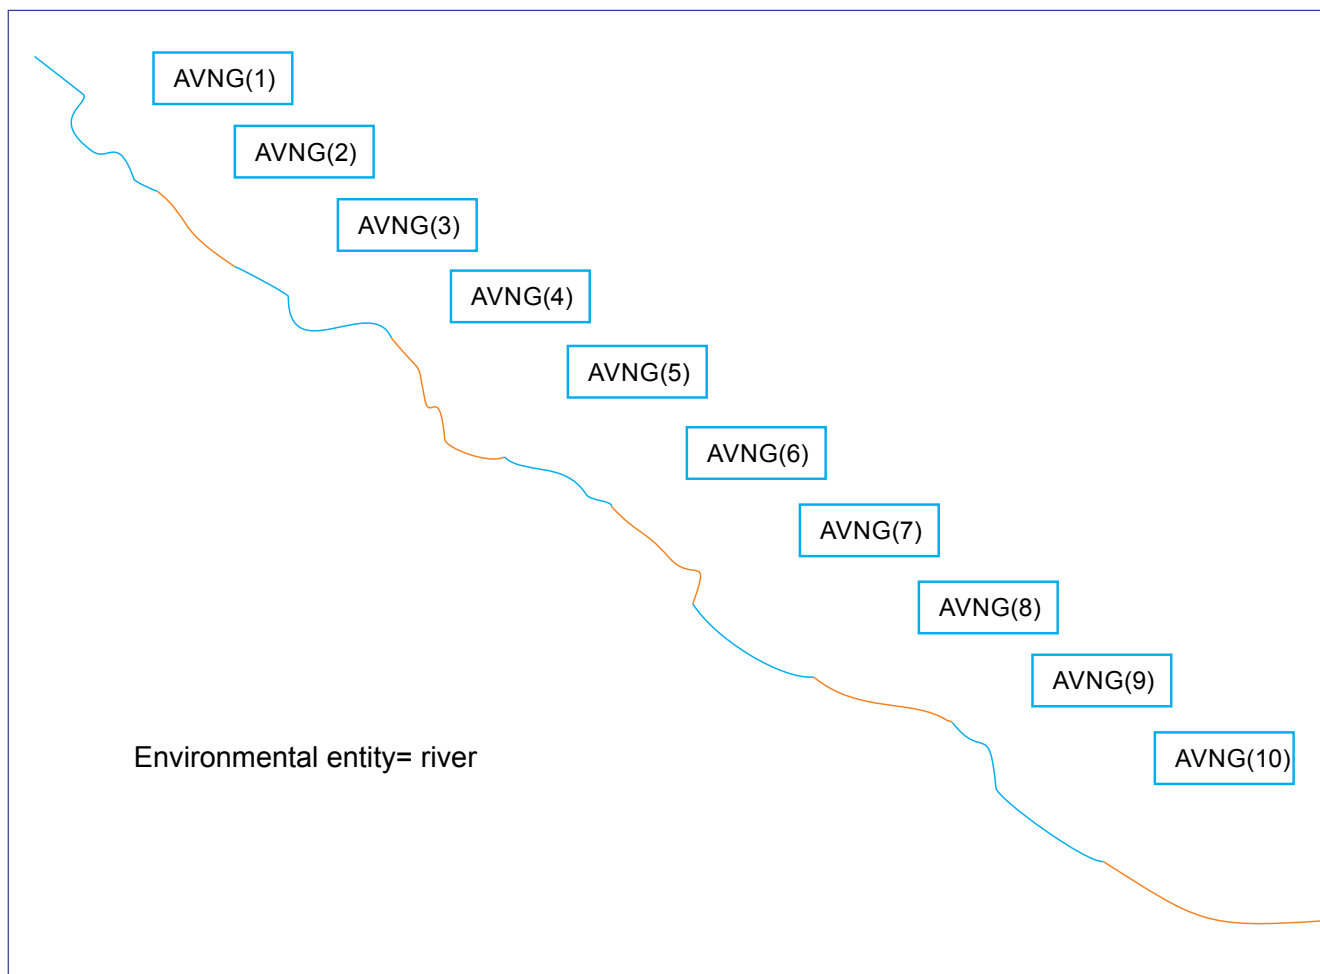 AVNG(1)
AVNG(2)
AVNG(3)
AVNG(4)
AVNG(5)
AVNG(6)
AVNG(7)
AVNG(8)
AVNG(9)
Environmental entity= river
AVNG(10)